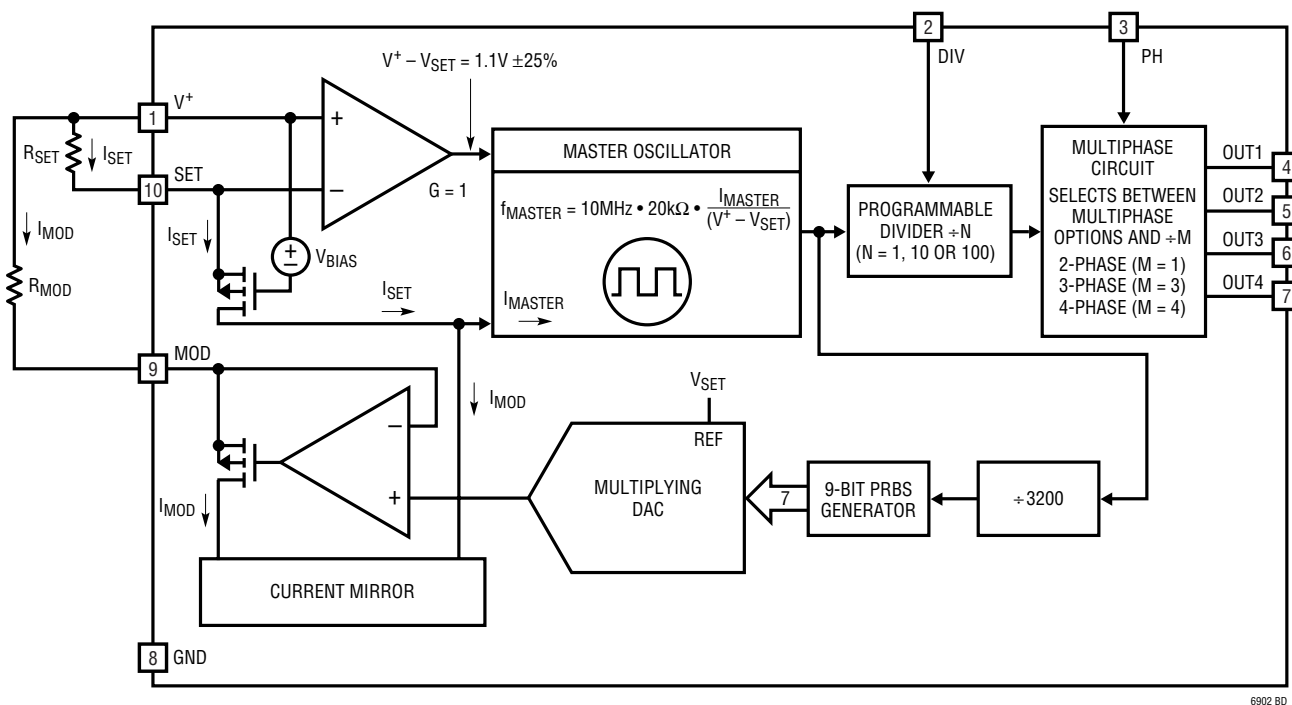 2
DIV
3
PH
V⁺ – V_SET = 1.1V ±25%
1
V⁺
+
R_SET
I_SET
10
SET
–
G = 1
MASTER OSCILLATOR
f_MASTER = 10MHz • 20kΩ • I_MASTER / (V⁺ – V_SET)
MULTIPHASE
CIRCUIT
SELECTS BETWEEN
MULTIPHASE
OPTIONS AND ÷M
2-PHASE (M = 1)
3-PHASE (M = 3)
4-PHASE (M = 4)
OUT1
4
OUT2
5
OUT3
6
OUT4
7
PROGRAMMABLE
DIVIDER ÷N
(N = 1, 10 OR 100)
I_MOD
R_MOD
I_SET
+
–
V_BIAS
I_SET
I_MASTER
9
MOD
I_MOD
–
+
I_MOD
V_SET
REF
MULTIPLYING
DAC
7
9-BIT PRBS
GENERATOR
÷3200
CURRENT MIRROR
8
GND
6902 BD